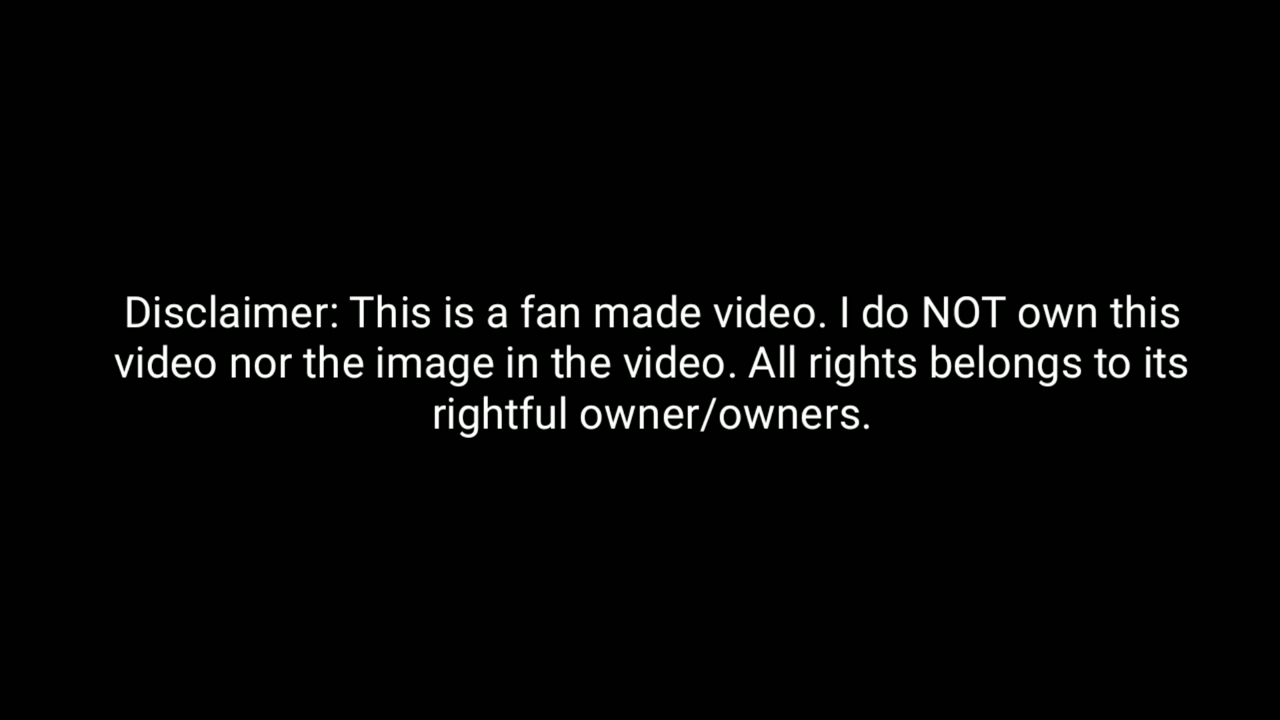 Disclaimer: This is a fan made video. I do NOT own this
video nor the image in the video. All rights belongs to its
rightful owner/owners.